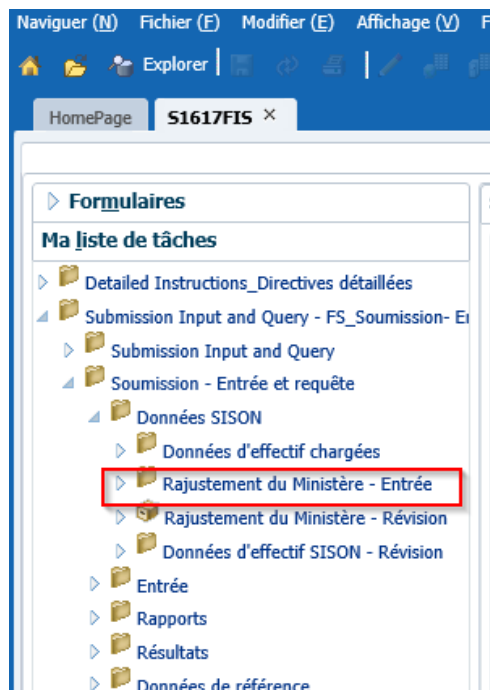 Naviguer (N) Fichier (F) Modifier (E) Affichage (V) F
Explorer
HomePage S1617FIS ×
Formulaires
Ma liste de tâches
Detailed Instructions_Directives détaillées
Submission Input and Query - FS_Soumission- En
Submission Input and Query
Soumission - Entrée et requête
Données SISON
Données d'effectif chargées
Rajustement du Ministère - Entrée
Rajustement du Ministère - Révision
Données d'effectif SISON - Révision
Entrée
Rapports
Résultats
Données de référence